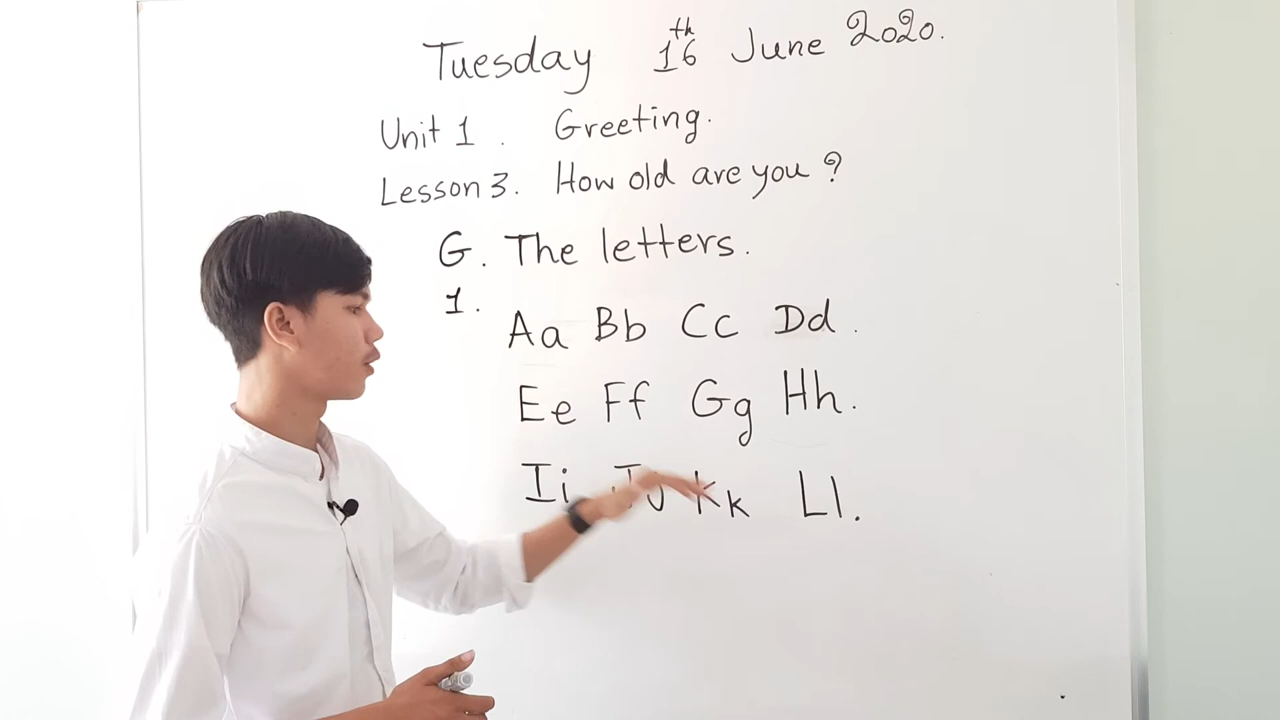 Tuesday 16th June 2020.
Unit 1. Greeting.
Lesson 3. How old are you?
G. The letters.
1.
Aa Bb Cc Dd.
Ee Ff Gg Hh.
Ii Jj Kk Ll.